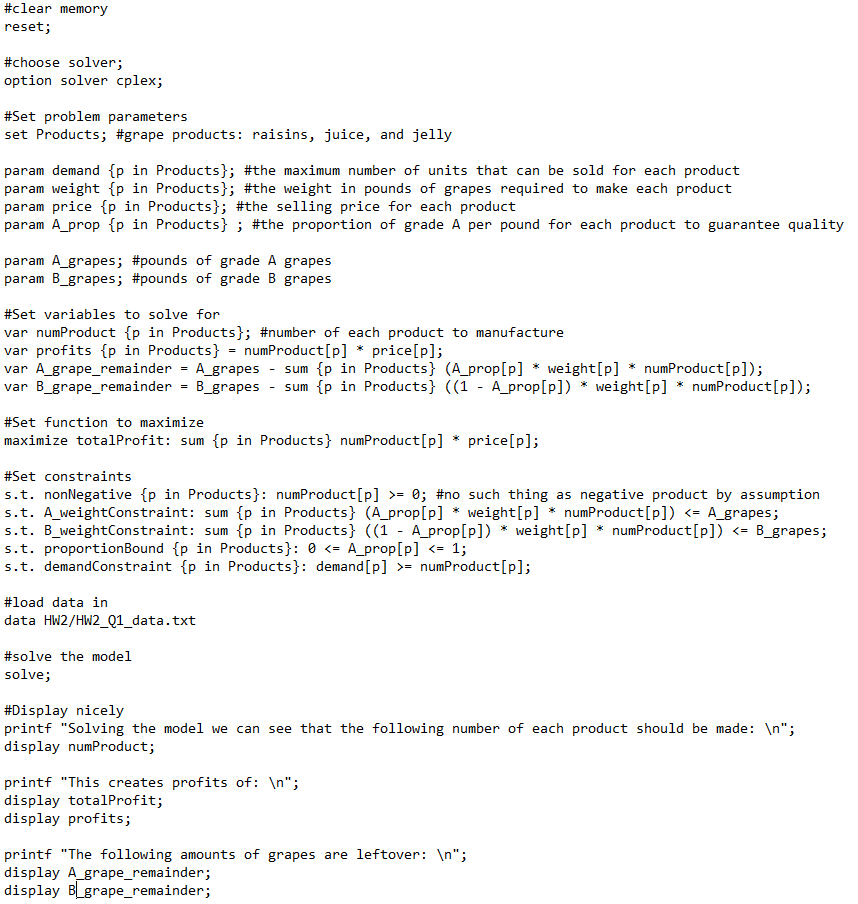 #clear memory
reset;
#choose solver;
option solver cplex;
#Set problem parameters
set Products; #grape products: raisins, juice, and jelly
param demand {p in Products}; #the maximum number of units that can be sold for each product
param weight {p in Products}; #the weight in pounds of grapes required to make each product
param price {p in Products}; #the selling price for each product
param A_prop {p in Products} ; #the proportion of grade A per pound for each product to guarantee quality
param A_grapes; #pounds of grade A grapes
param B_grapes; #pounds of grade B grapes
#Set variables to solve for
var numProduct {p in Products}; #number of each product to manufacture
var profits {p in Products} = numProduct[p] * price[p];
var A_grape_remainder = A_grapes - sum {p in Products} (A_prop[p] * weight[p] * numProduct[p]);
var B_grape_remainder = B_grapes - sum {p in Products} ((1 - A_prop[p]) * weight[p] * numProduct[p]);
#Set function to maximize
maximize totalProfit: sum {p in Products} numProduct[p] * price[p];
#Set constraints
s.t. nonNegative {p in Products}: numProduct[p] >= 0; #no such thing as negative product by assumption
s.t. A_weightConstraint: sum {p in Products} (A_prop[p] * weight[p] * numProduct[p]) <= A_grapes;
s.t. B_weightConstraint: sum {p in Products} ((1 - A_prop[p]) * weight[p] * numProduct[p]) <= B_grapes;
s.t. proportionBound {p in Products}: 0 <= A_prop[p] <= 1;
s.t. demandConstraint {p in Products}: demand[p] >= numProduct[p];
#load data in
data HW2/HW2_Q1_data.txt
#solve the model
solve;
#Display nicely
printf "Solving the model we can see that the following number of each product should be made: \n";
display numProduct;
printf "This creates profits of: \n";
display totalProfit;
display profits;
printf "The following amounts of grapes are leftover: \n";
display A_grape_remainder;
display B_grape_remainder;